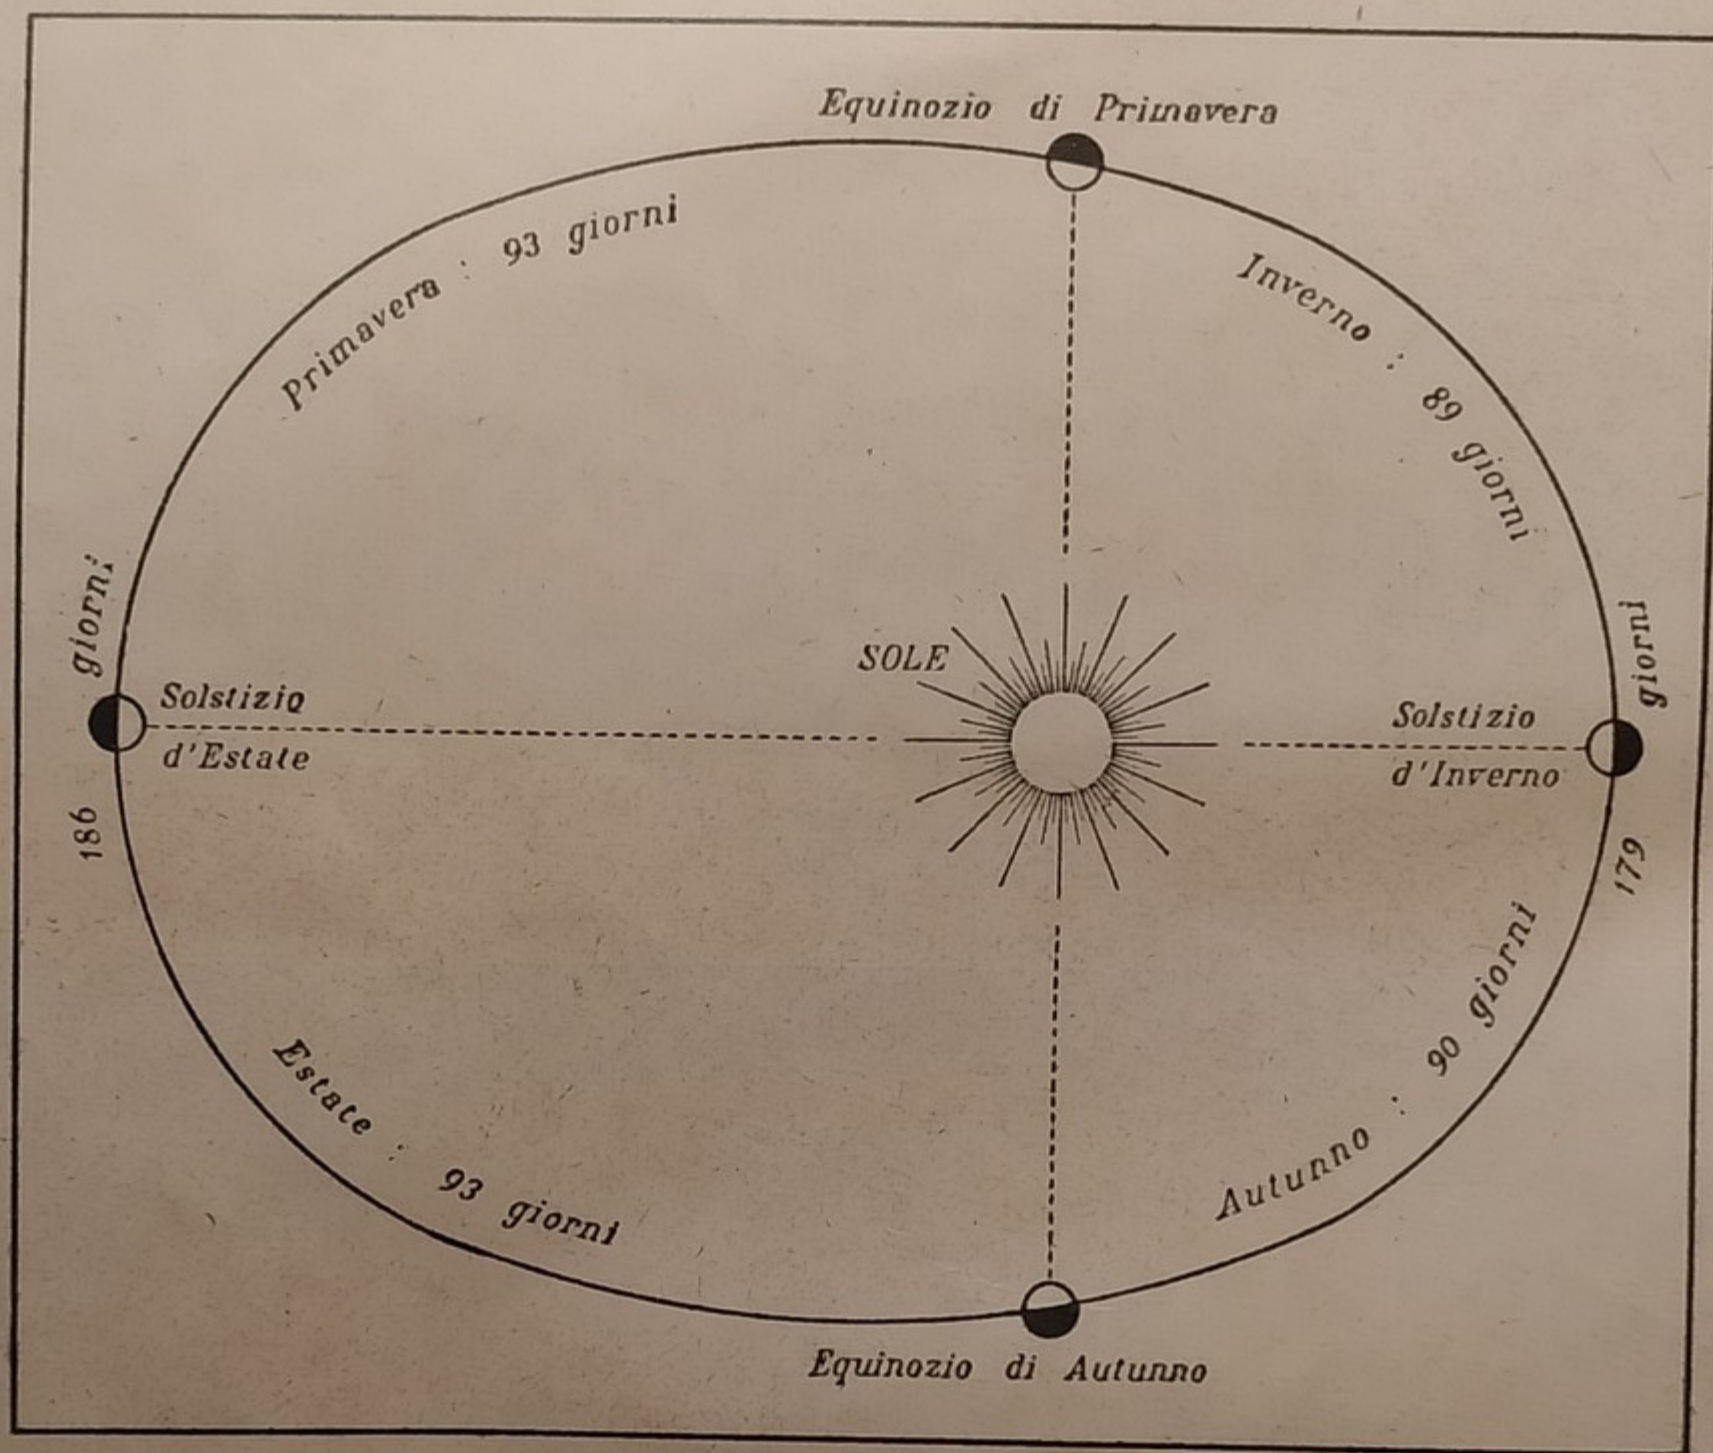 Equinozio di Primavera
Primavera : 93 giorni
Inverno : 89 giorni
186 giorni
179 giorni
SOLE
Solstizio
d'Estate
Solstizio
d'Inverno
Estate : 93 giorni
Autunno : 90 giorni
Equinozio di Autunno